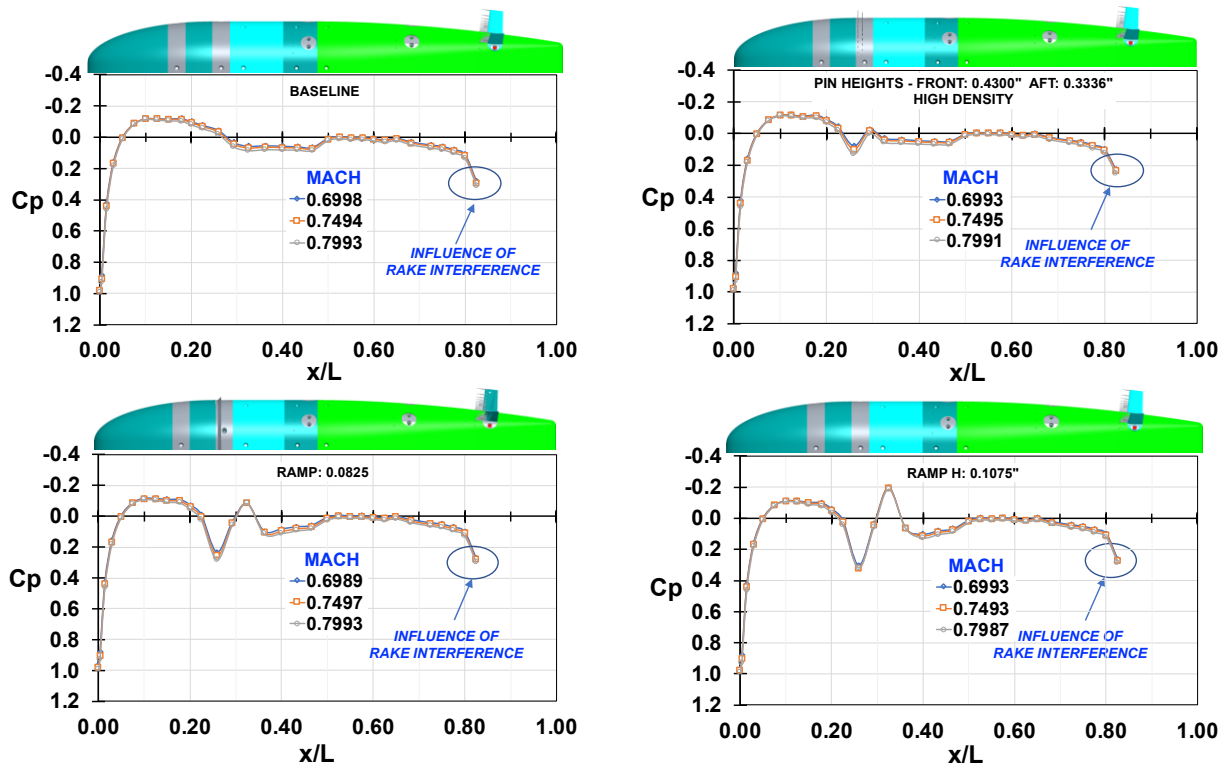 -0.4
-0.2
0.0
0.2
0.4
0.6
0.8
1.0
1.2
Cp
BASELINE
MACH
0.6998
0.7494
0.7993
INFLUENCE OF
RAKE INTERFERENCE
0.00 0.20 0.40 0.60 0.80 1.00
x/L
-0.4
-0.2
0.0
0.2
0.4
0.6
0.8
1.0
1.2
PIN HEIGHTS - FRONT: 0.4300" AFT: 0.3336"
HIGH DENSITY
Cp
MACH
0.6993
0.7495
0.7991
INFLUENCE OF
RAKE INTERFERENCE
0.00 0.20 0.40 0.60 0.80 1.00
x/L
-0.4
-0.2
0.0
0.2
0.4
0.6
0.8
1.0
1.2
RAMP: 0.0825
Cp
MACH
0.6989
0.7497
0.7993
INFLUENCE OF
RAKE INTERFERENCE
0.00 0.20 0.40 0.60 0.80 1.00
x/L
-0.4
-0.2
0.0
0.2
0.4
0.6
0.8
1.0
1.2
RAMP H: 0.1075"
Cp
MACH
0.6993
0.7493
0.7987
INFLUENCE OF
RAKE INTERFERENCE
0.00 0.20 0.40 0.60 0.80 1.00
x/L